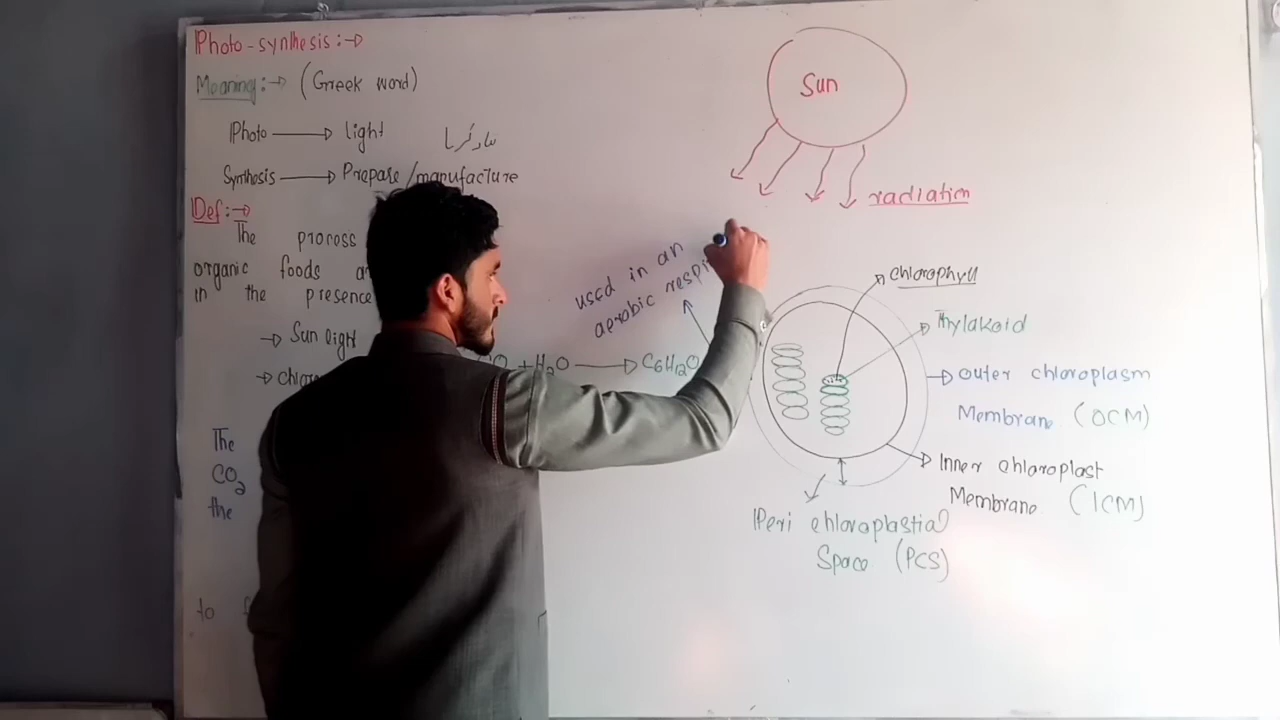 Photo-synthesis:→
Meaning:→ (Greek word)
Photo → light
Synthesis → Prepare/manufacture
Def:→
The process
organic foods
in the presence
→ Sun light
The
CO2
the
to
+H2O → C6H12O
used in an
aerobic
Sun
radiation
chlorophyll
Thylakoid
outer chloroplasm
Membrane (OCM)
Inner chloroplast
Membrane (ICM)
Peri chloroplastial
Space (PCS)